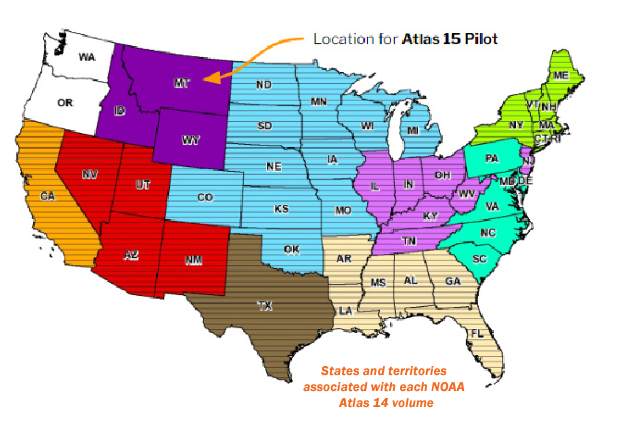 Location for Atlas 15 Pilot
WA
OR
ID
MT
WY
ND
SD
NE
KS
OK
MN
IA
MO
WI
MI
CO
CA
NV
UT
AZ
NM
TX
AR
LA
MS
AL
GA
FL
IL
IN
OH
WV
KY
TN
PA
NJ
MD DE
VA
NC
SC
NY
VT
NH
MA
CT RI
ME
States and territories
associated with each NOAA
Atlas 14 volume